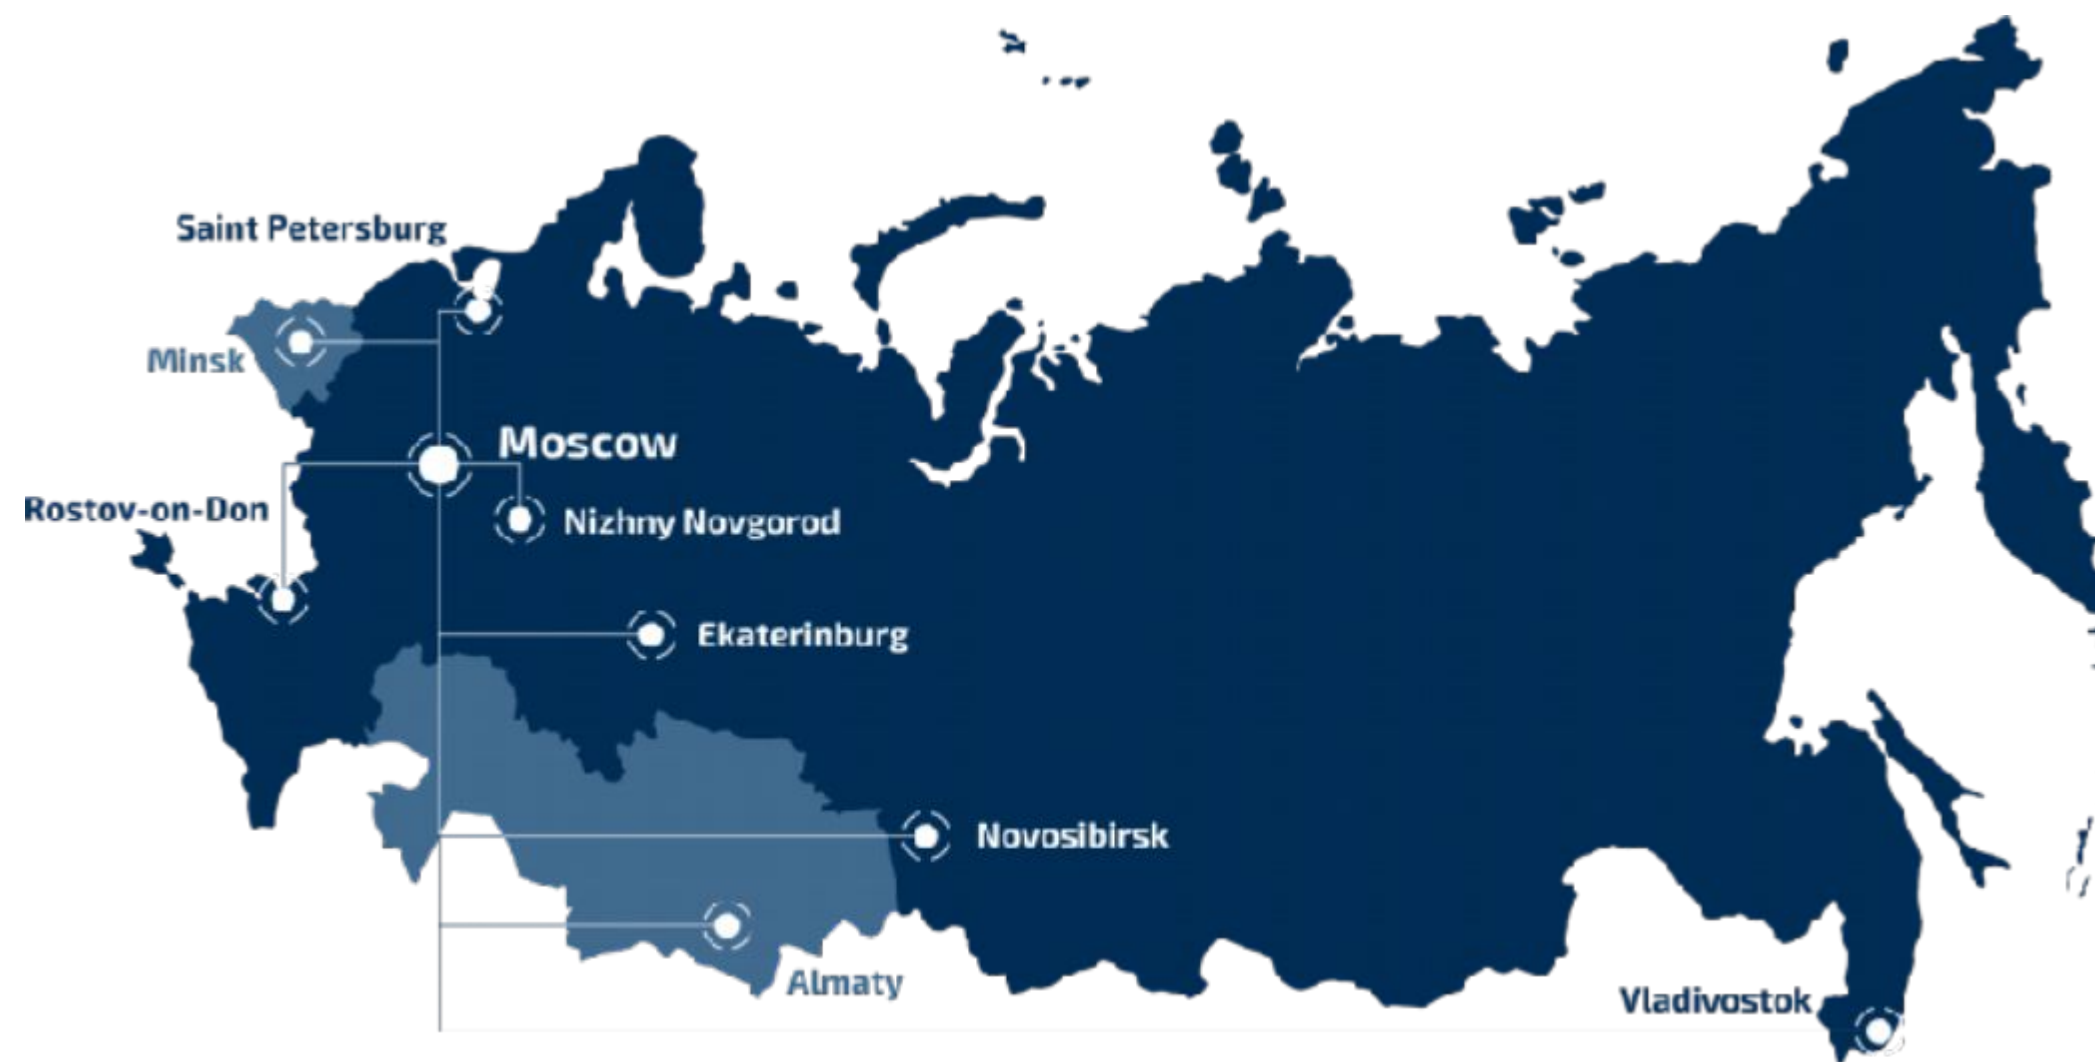 Saint Petersburg
Minsk
Moscow
Rostov-on-Don
Nizhny Novgorod
Ekaterinburg
Novosibirsk
Almaty
Vladivostok